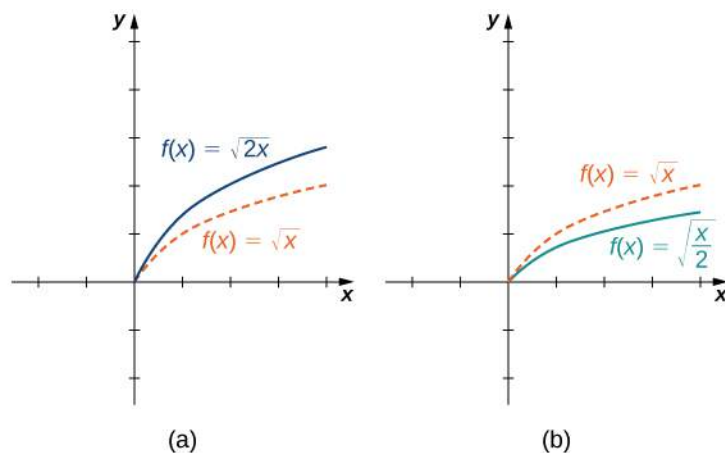 y
f(x) = √2x
f(x) = √x
x
(a)
y
f(x) = √x
f(x) = √x/2
x
(b)